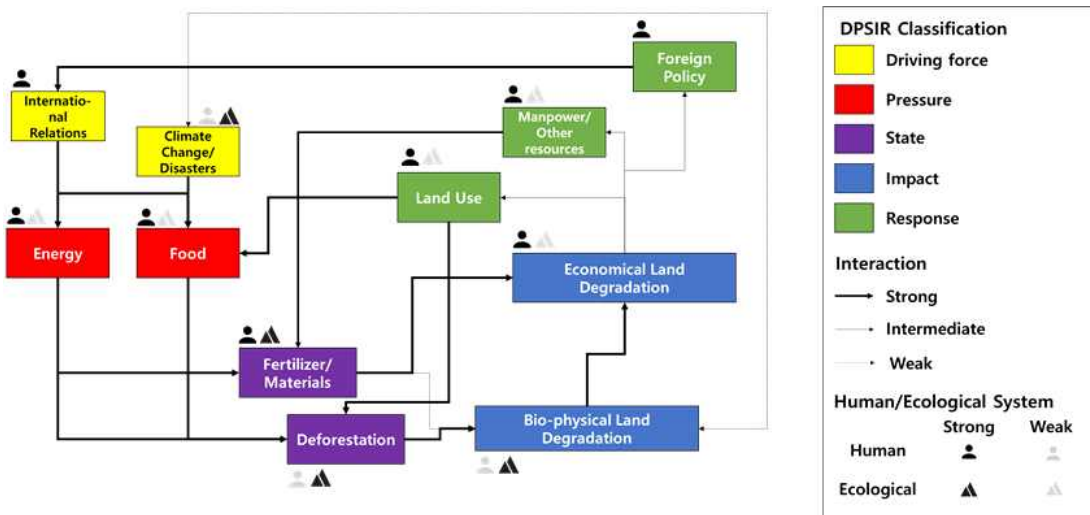 Foreign
Policy
Internatio-
nal
Relations
Climate
Change/
Disasters
Manpower/
Other
resources
Land Use
Energy
Food
Economical Land
Degradation
Fertilizer/
Materials
Deforestation
Bio-physical Land
Degradation
DPSIR Classification
Driving force
Pressure
State
Impact
Response
Interaction
Strong
Intermediate
Weak
Human/Ecological System
Strong Weak
Human
Ecological